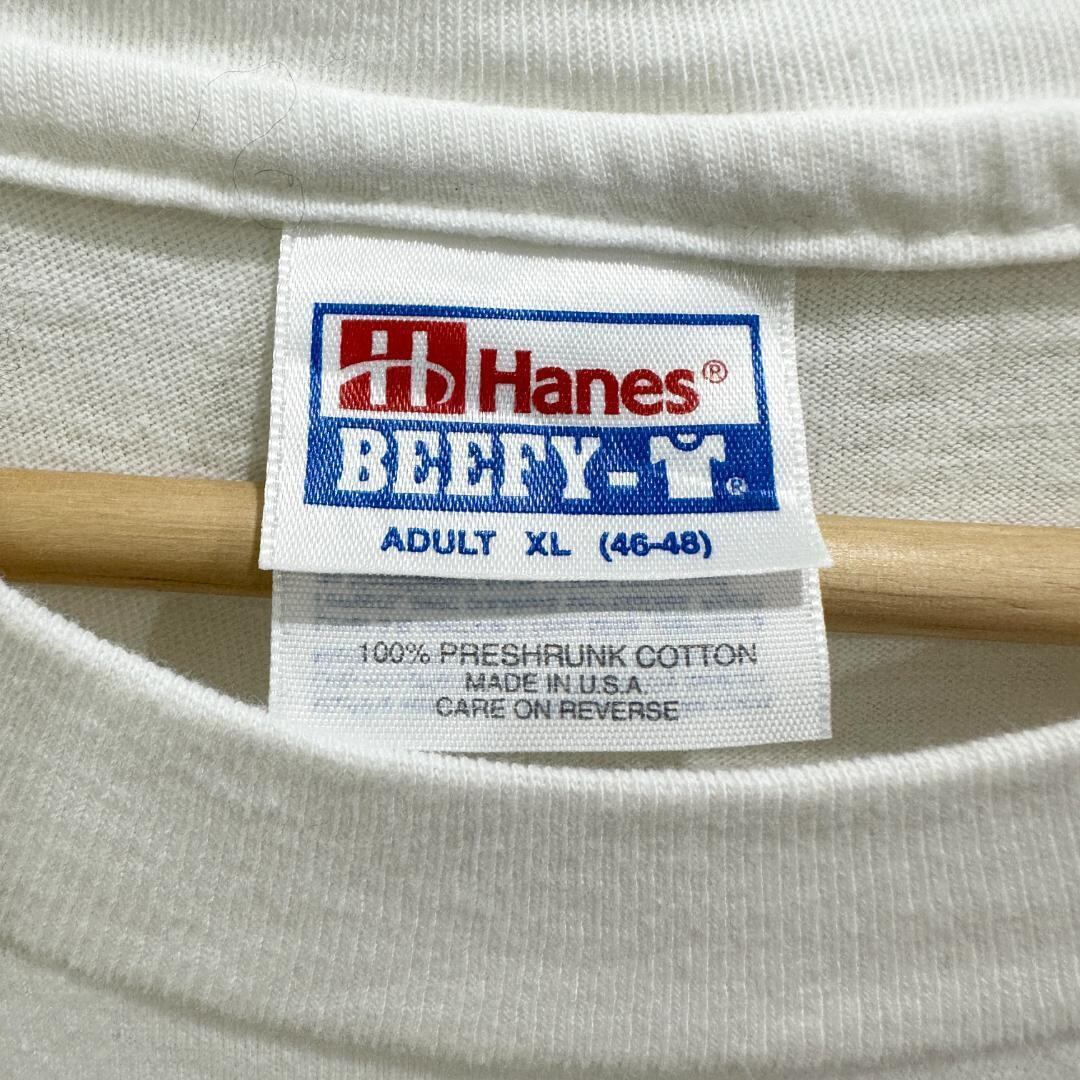 Hanes®
BEEFY-T®
ADULT XL (46-48)
100% PRESHRUNK COTTON
MADE IN U.S.A.
CARE ON REVERSE